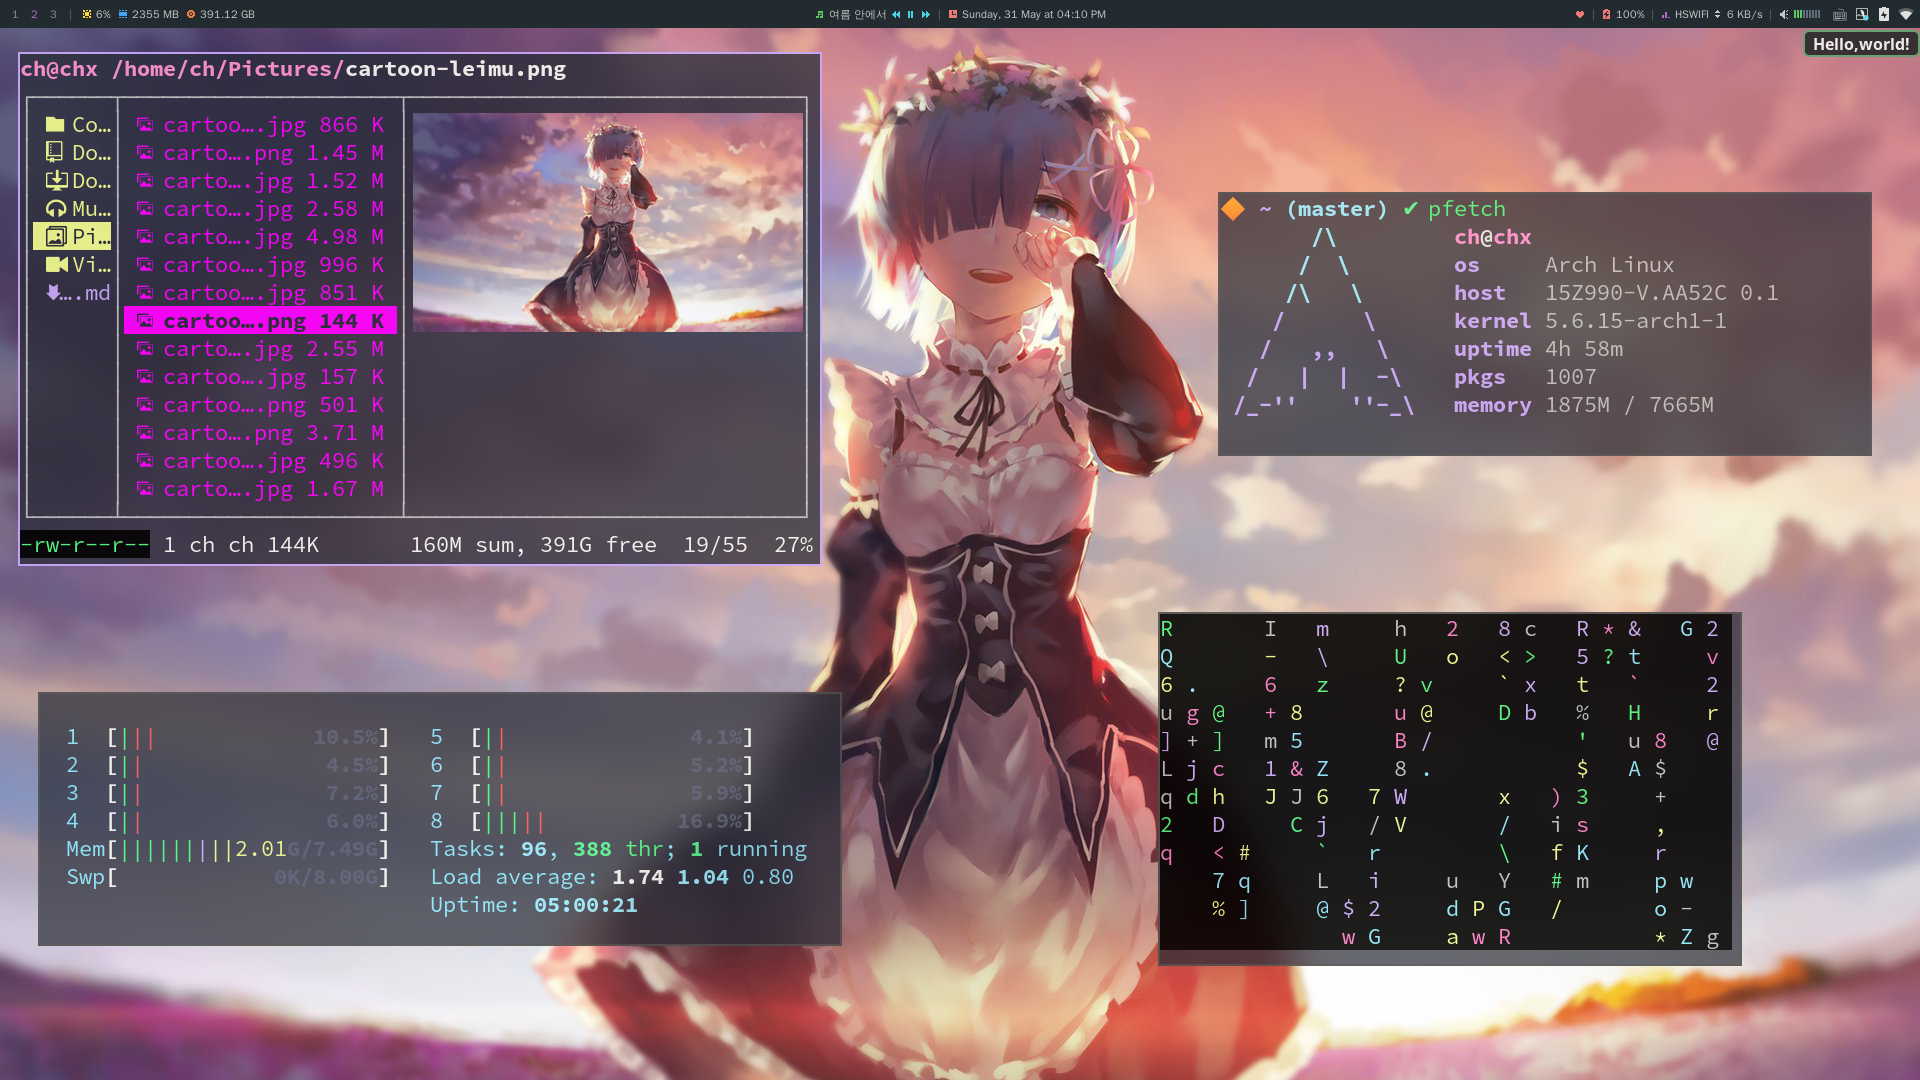 1 2 3 6% 2355 MB 391.12 GB
여름 안에서
Sunday, 31 May at 04:10 PM
100% HSWIFI 6 KB/s
Hello,world!
ch@chx /home/ch/Pictures/cartoon-leimu.png
Co…
Do…
Do…
Mu…
Pi…
Vi…
….md
cartoo….jpg 866 K
carto….png 1.45 M
carto….jpg 1.52 M
carto….jpg 2.58 M
carto….jpg 4.98 M
cartoo….jpg 996 K
cartoo….jpg 851 K
cartoo….png 144 K
carto….jpg 2.55 M
cartoo….jpg 157 K
cartoo….png 501 K
carto….png 3.71 M
cartoo….jpg 496 K
carto….jpg 1.67 M
-rw-r--r-- 1 ch ch 144K 160M sum, 391G free 19/55 27%
~ (master) ✔ pfetch
/\ ch@chx
/ \ os Arch Linux
/\ \ host 15Z990-V.AA52C 0.1
/ \ kernel 5.6.15-arch1-1
/ ,, \ uptime 4h 58m
/ | | -\ pkgs 1007
/_-'' ''-_\ memory 1875M / 7665M
1 [||| 10.5%] 5 [|| 4.1%]
2 [|| 4.5%] 6 [|| 5.2%]
3 [|| 7.2%] 7 [|| 5.9%]
4 [|| 6.0%] 8 [||||| 16.9%]
Mem[|||||||||2.01G/7.49G] Tasks: 96, 388 thr; 1 running
Swp[ 0K/8.00G] Load average: 1.74 1.04 0.80
Uptime: 05:00:21
R I m h 2 8 c R * & G 2
Q - \ U o < > 5 ? t v
6 . 6 z ? v ` x t ` 2
u g @ + 8 u @ D b % H r
] + ] m 5 B / ' u 8 @
L j c 1 & Z 8 . $ A $
q d h J J 6 7 W x ) 3 +
2 D C j / V / i s ,
q < # ` r \ f K r
7 q L i u Y # m p w
% ] @ $ 2 d P G / o -
w G a w R * Z g